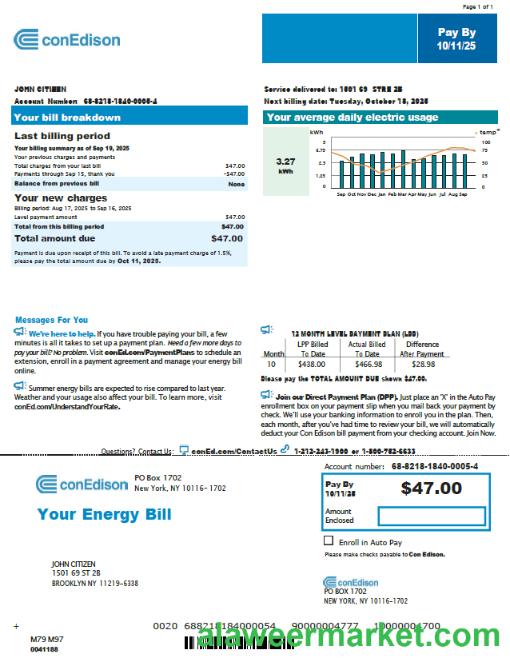 Page 1 of 1
conEdison
Pay By
10/11/25
JOHN CITIZEN
Account Number: 68-8218-1840-0005-4
Service delivered to: 1501 69 STRE 2B
Next billing date: Tuesday, October 18, 2025
Your bill breakdown
Last billing period
Your billing summary as of Sep 19, 2025
Your previous charges and payments
Total charges from your last bill $47.00
Payments through Sep 15, thank you -$47.00
Balance from previous bill None
Your new charges
Billing period: Aug 17, 2025 to Sep 16, 2025
Level payment amount $47.00
Total from this billing period $47.00
Total amount due $47.00
Payment is due upon receipt of this bill. To avoid a late payment charge of 1.5%,
please pay the total amount due by Oct 11, 2025.
Your average daily electric usage
3.27
kWh
kWh temp°
5 100
3.75 75
2.5 50
1.25 25
0 0
Sep Oct Nov Dec Jan Feb Mar Apr May Jun Jul Aug Sep
Messages For You
We're here to help. If you have trouble paying your bill, a few
minutes is all it takes to set up a payment plan. Need a few more days to
pay your bill? No problem. Visit conEd.com/PaymentPlans to schedule an
extension, enroll in a payment agreement and manage your energy bill
online.
Summer energy bills are expected to rise compared to last year.
Weather and your usage also affect your bill. To learn more, visit
conEd.com/UnderstandYourRate.
12 MONTH LEVEL PAYMENT PLAN (LPP)
LPP Billed Actual Billed Difference
Month To Date To Date After Payment
10 $438.00 $466.98 $28.98
Please pay the TOTAL AMOUNT DUE shown $47.00.
Join our Direct Payment Plan (DPP). Just place an 'X' in the Auto Pay
enrollment box on your payment slip when you mail back your payment by
check. We'll use your banking information to enroll you in the plan. Then,
each month, after you've had time to review your bill, we will automatically
deduct your Con Edison bill payment from your checking account. Join Now.
Questions? Contact Us: conEd.com/ContactUs 1-212-243-1900 or 1-800-752-6633
Account number: 68-8218-1840-0005-4
conEdison
PO Box 1702
New York, NY 10116-1702
Pay By
10/11/25
$47.00
Your Energy Bill
Amount
Enclosed
Enroll in Auto Pay
Please make checks payable to Con Edison.
JOHN CITIZEN
1501 69 ST 2B
BROOKLYN NY 11219-6338
conEdison
PO BOX 1702
NEW YORK, NY 10116-1702
+ 0020 688218184000054 90000004777 10000004700
M79 M97
0041188
alaweermarket.com